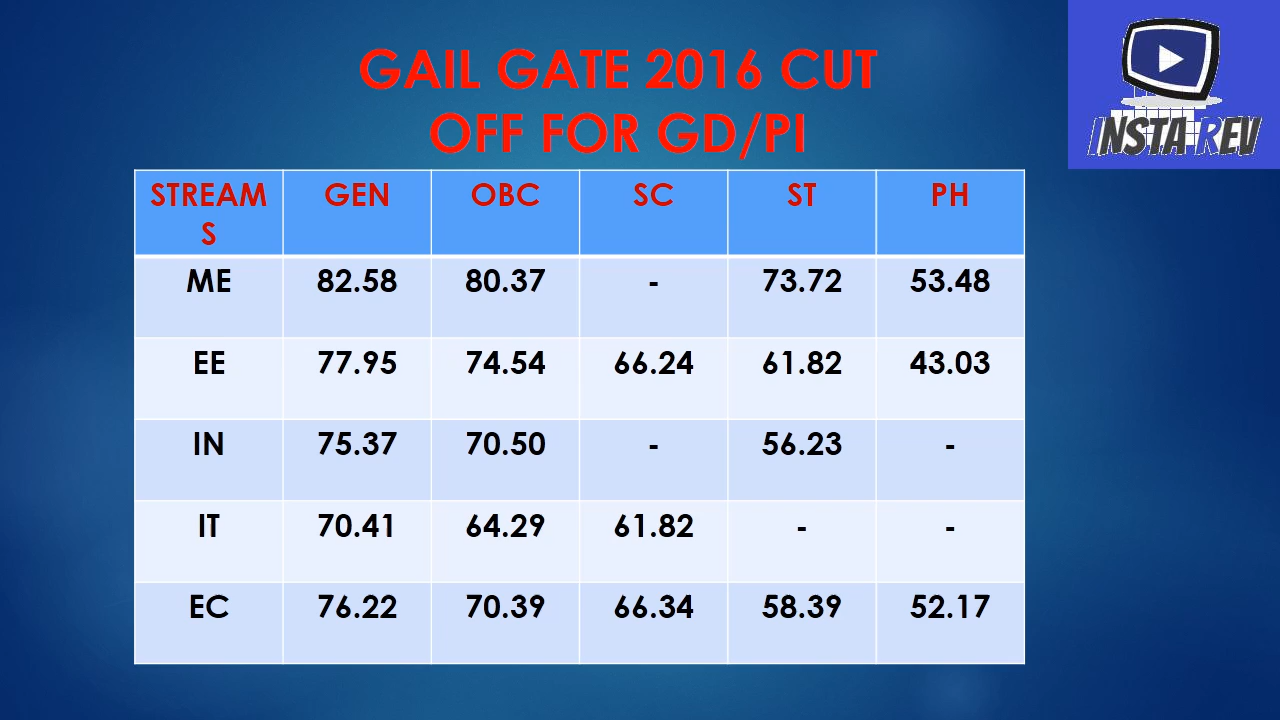 GAIL GATE 2016 CUT
OFF FOR GD/PI
INSTA REV
STREAM
S GEN OBC SC ST PH
ME 82.58 80.37 - 73.72 53.48
EE 77.95 74.54 66.24 61.82 43.03
IN 75.37 70.50 - 56.23 -
IT 70.41 64.29 61.82 - -
EC 76.22 70.39 66.34 58.39 52.17